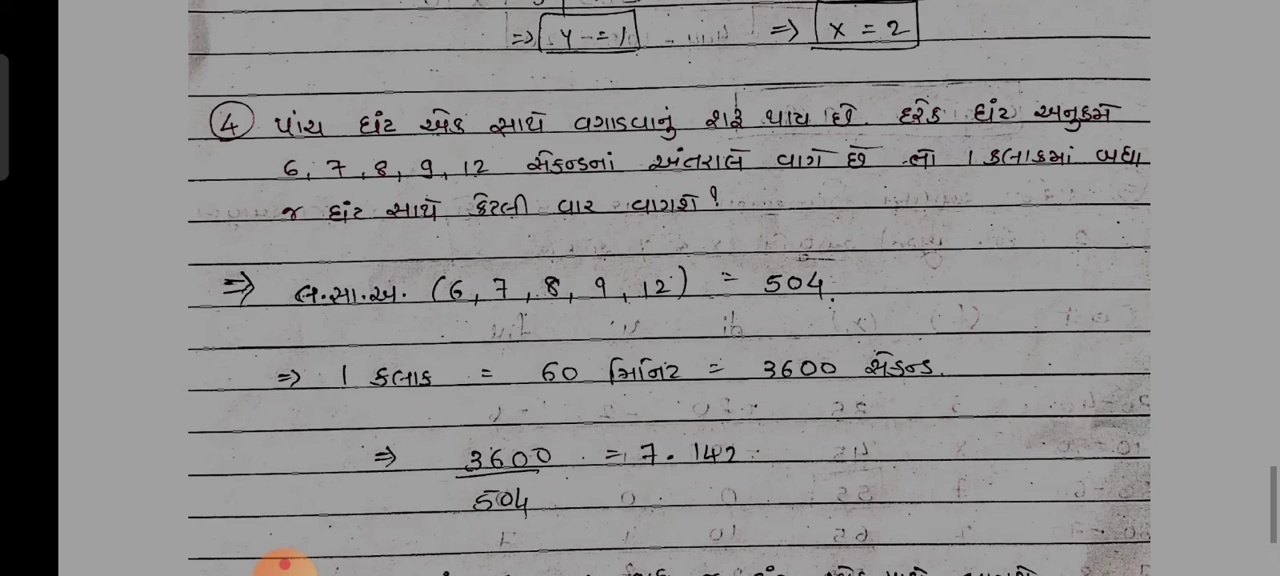 ⇒ y = 1 ⇒ x = 2
④ પાંચ ઘંટ એક સાથે વગાડવાનું શરૂ થાય છે. દરેક ઘંટ અનુક્રમે
6, 7, 8, 9, 12 સેકન્ડનાં અંતરાલે વાગે છે તો 1 કલાકમાં બધા
જ ઘંટ સાથે કેટલી વાર વાગશે?
⇒ લ.સા.અ. (6, 7, 8, 9, 12) = 504.
⇒ 1 કલાક = 60 મિનિટ = 3600 સેકન્ડ.
⇒ 3600 = 7.142
504